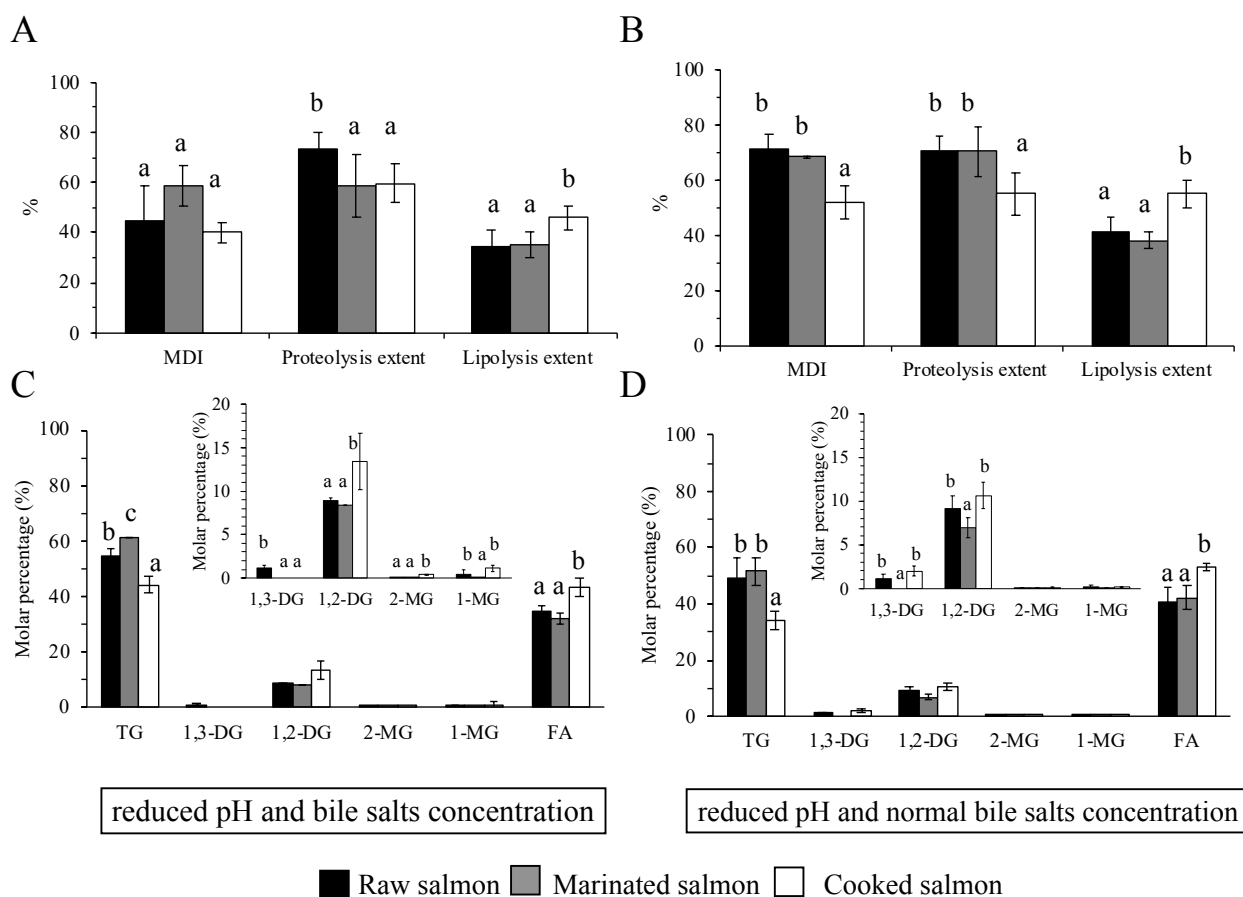 A
B
100
80
60
40
20
0
%
a
a
a
b
a
a
a
a
b
MDI
Proteolysis extent
Lipolysis extent
100
80
60
40
20
0
%
b
b
a
b
b
a
a
a
b
MDI
Proteolysis extent
Lipolysis extent
C
D
100
80
60
40
20
0
Molar percentage (%)
b
c
a
a
a
b
TG
1,3-DG
1,2-DG
2-MG
1-MG
FA
20
15
10
5
0
Molar percentage (%)
b
a a
a a
b
a a b
b a b
1,3-DG
1,2-DG
2-MG
1-MG
100
80
60
40
20
0
Molar percentage (%)
b b
a
a a
b
TG
1,3-DG
1,2-DG
2-MG
1-MG
FA
20
15
10
5
0
Molar percentage (%)
b
a
b
b
a
b
1,3-DG
1,2-DG
2-MG
1-MG
reduced pH and bile salts concentration
reduced pH and normal bile salts concentration
Raw salmon
Marinated salmon
Cooked salmon